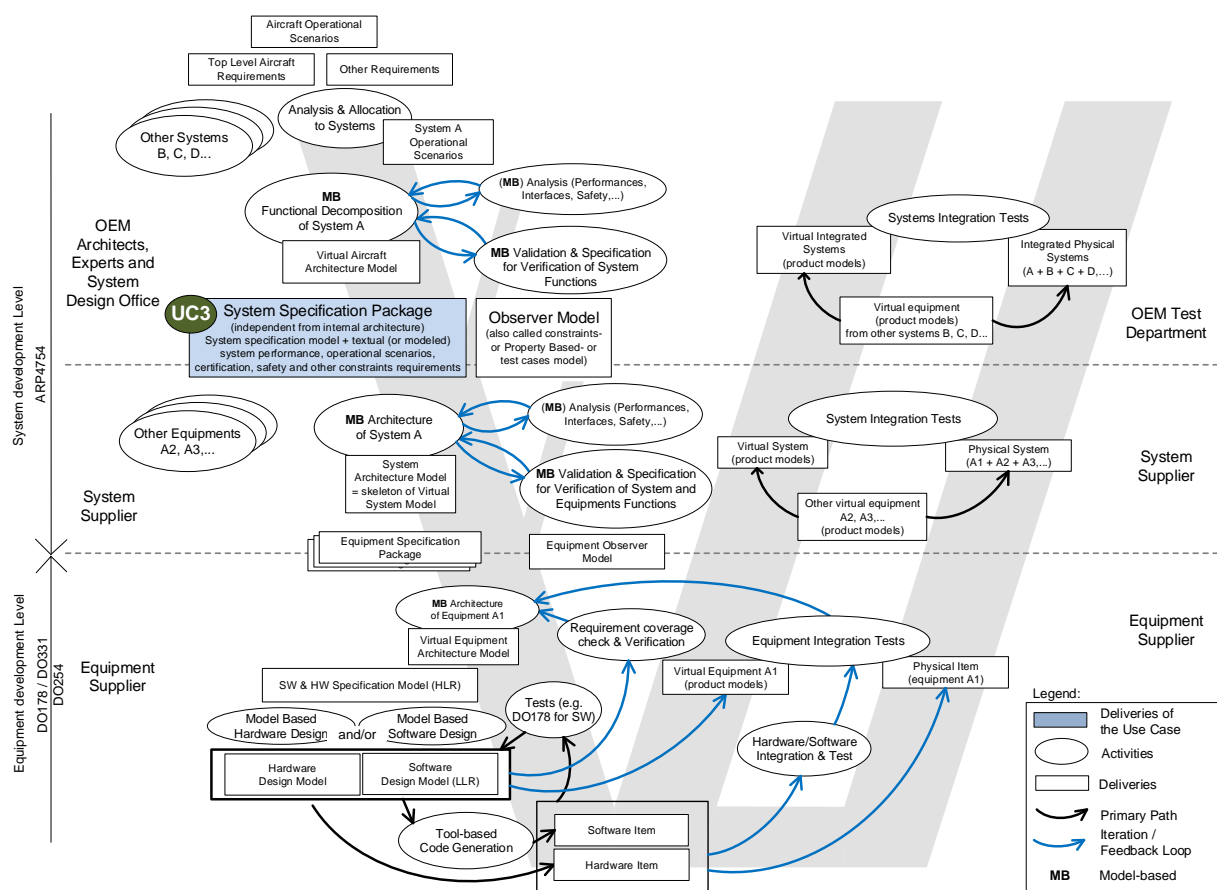 Aircraft Operational
Scenarios
Top Level Aircraft
Requirements
Other Requirements
Analysis & Allocation
to Systems
Other Systems
B, C, D...
System A
Operational
Scenarios
MB
Functional Decomposition
of System A
(MB) Analysis (Performances,
Interfaces, Safety,...)
Virtual Aircraft
Architecture Model
MB Validation & Specification
for Verification of System
Functions
OEM
Architects,
Experts and
System
Design Office
Systems Integration Tests
Virtual Integrated
Systems
(product models)
Integrated Physical
Systems
(A + B + C + D,...)
Virtual equipment
(product models)
from other systems B, C, D...
OEM Test
Department
UC3
System Specification Package
(independent from internal architecture)
System specification model + textual (or modeled)
system performance, operational scenarios,
certification, safety and other constraints requirements
Observer Model
(also called constraints-
or Property Based- or
test cases model)
System development Level
ARP4754
Other Equipments
A2, A3,...
MB Architecture
of System A
(MB) Analysis (Performances,
Interfaces, Safety,...)
System
Architecture Model
= skeleton of Virtual
System Model
MB Validation & Specification
for Verification of System and
Equipments Functions
System
Supplier
System Integration Tests
Virtual System
(product models)
Physical System
(A1 + A2 + A3,...)
Other virtual equipment
A2, A3,...
(product models)
System
Supplier
Equipment Specification
Package
Equipment Observer
Model
Equipment development Level
DO178 / DO331
DO254
Equipment
Supplier
MB Architecture
of Equipment A1
Virtual Equipment
Architecture Model
Requirement coverage
check & Verification
Equipment Integration Tests
Virtual Equipment A1
(product models)
Physical Item
(equipment A1)
Equipment
Supplier
SW & HW Specification Model (HLR)
Tests (e.g.
DO178 for SW)
Model Based
Hardware Design
and/or
Model Based
Software Design
Hardware
Design Model
Software
Design Model (LLR)
Hardware/Software
Integration & Test
Tool-based
Code Generation
Software Item
Hardware Item
Legend:
Deliveries of
the Use Case
Activities
Deliveries
Primary Path
Iteration /
Feedback Loop
MB Model-based